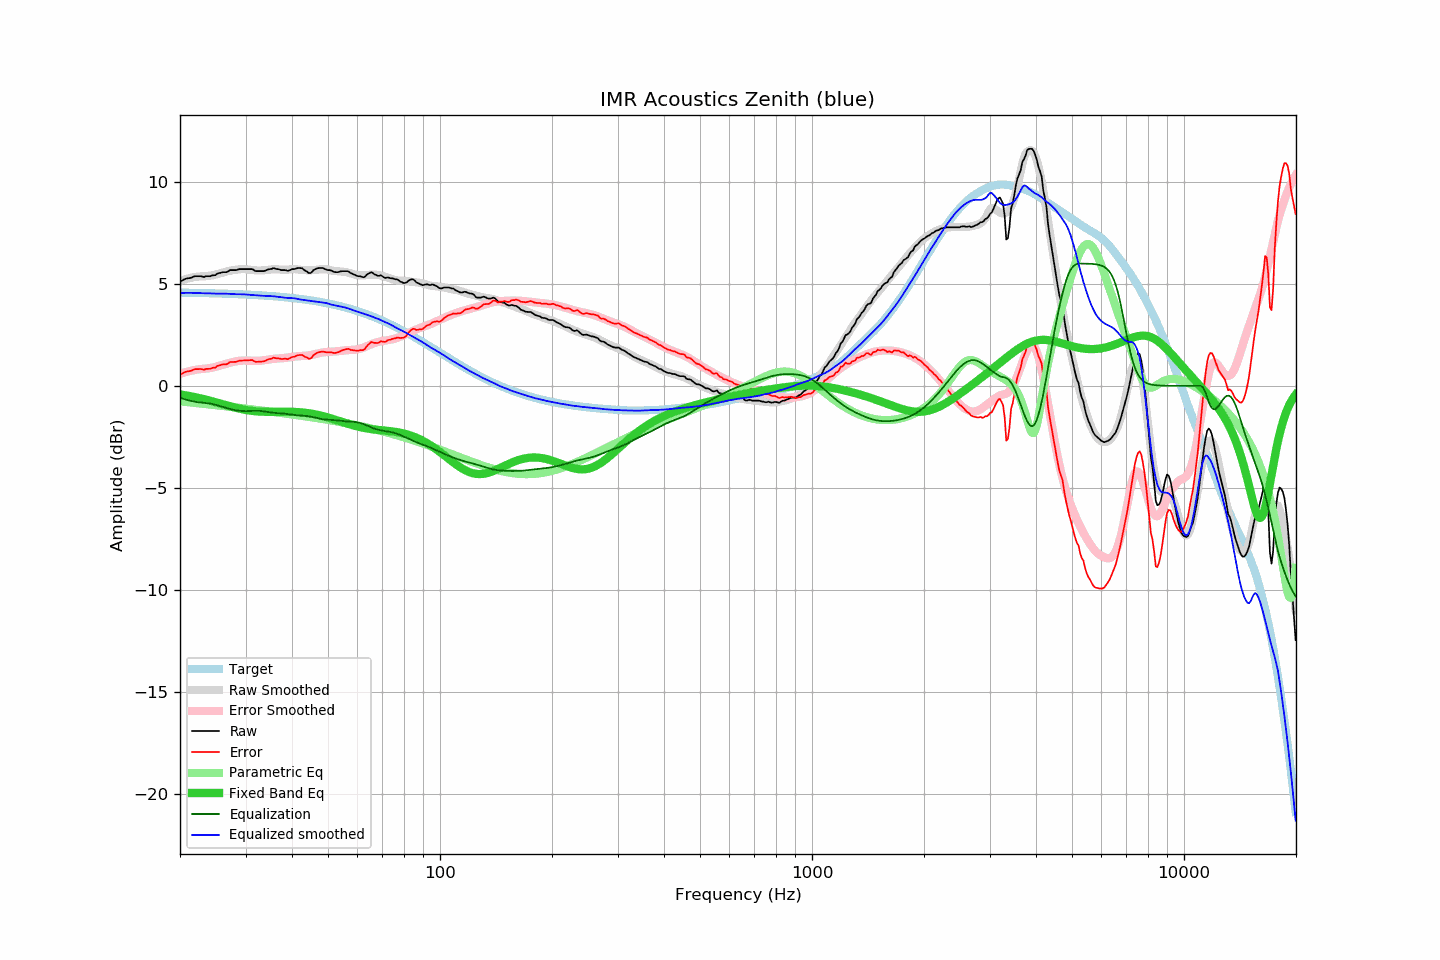 IMR Acoustics Zenith (blue)
Amplitude (dBr)
10
5
0
−5
−10
−15
−20
Target
Raw Smoothed
Error Smoothed
Raw
Error
Parametric Eq
Fixed Band Eq
Equalization
Equalized smoothed
100
1000
10000
Frequency (Hz)